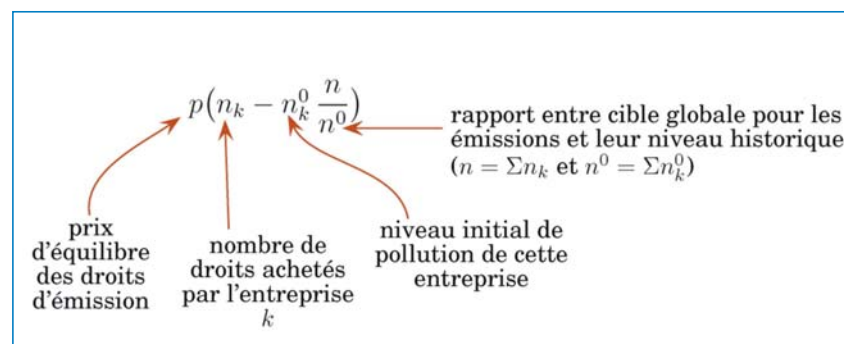 p(n_k − n_k^0 n/n^0)
rapport entre cible globale pour les
émissions et leur niveau historique
(n = Σn_k et n^0 = Σn_k^0)
prix
d'équilibre
des droits
d'émission
nombre de
droits achetés
par l'entreprise
k
niveau initial de
pollution de cette
entreprise